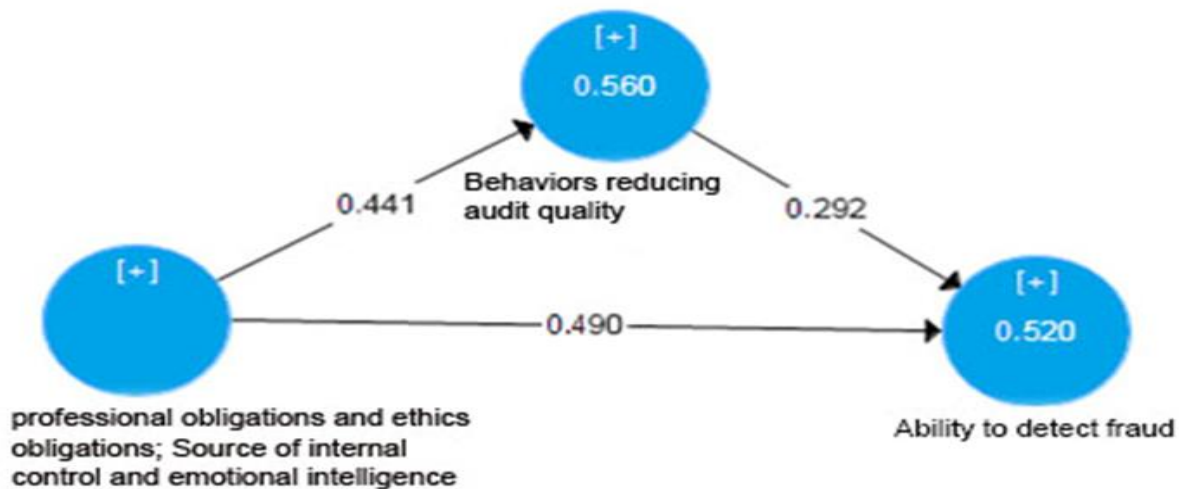 [+]
0.560
Behaviors reducing
audit quality
0.441
0.292
[+]
[+]
0.490
0.520
professional obligations and ethics
obligations; Source of internal
control and emotional intelligence
Ability to detect fraud